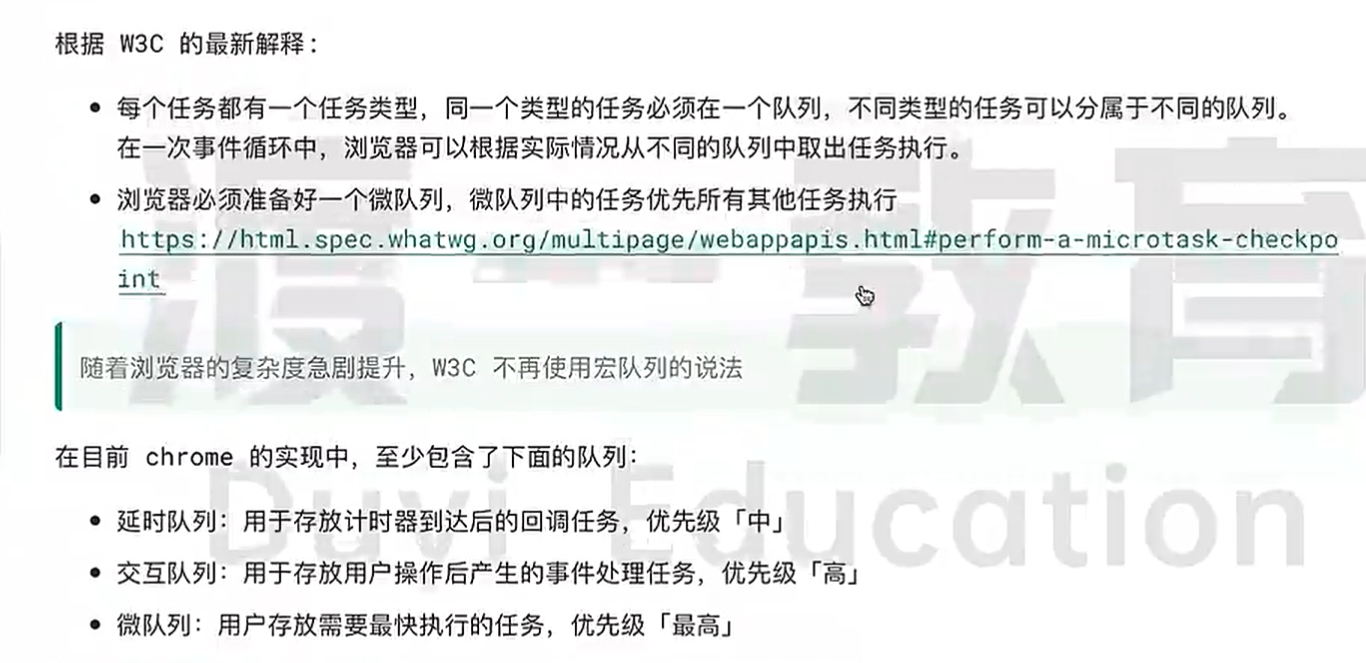 根据 W3C 的最新解释：
每个任务都有一个任务类型，同一个类型的任务必须在一个队列，不同类型的任务可以分属于不同的队列。
在一次事件循环中，浏览器可以根据实际情况从不同的队列中取出任务执行。
浏览器必须准备好一个微队列，微队列中的任务优先所有其他任务执行
https://html.spec.whatwg.org/multipage/webappapis.html#perform-a-microtask-checkpo
int
随着浏览器的复杂度急剧提升，W3C 不再使用宏队列的说法
在目前 chrome 的实现中，至少包含了下面的队列：
延时队列：用于存放计时器到达后的回调任务，优先级「中」
交互队列：用于存放用户操作后产生的事件处理任务，优先级「高」
微队列：用户存放需要最快执行的任务，优先级「最高」
渡一教育
Duyi Education